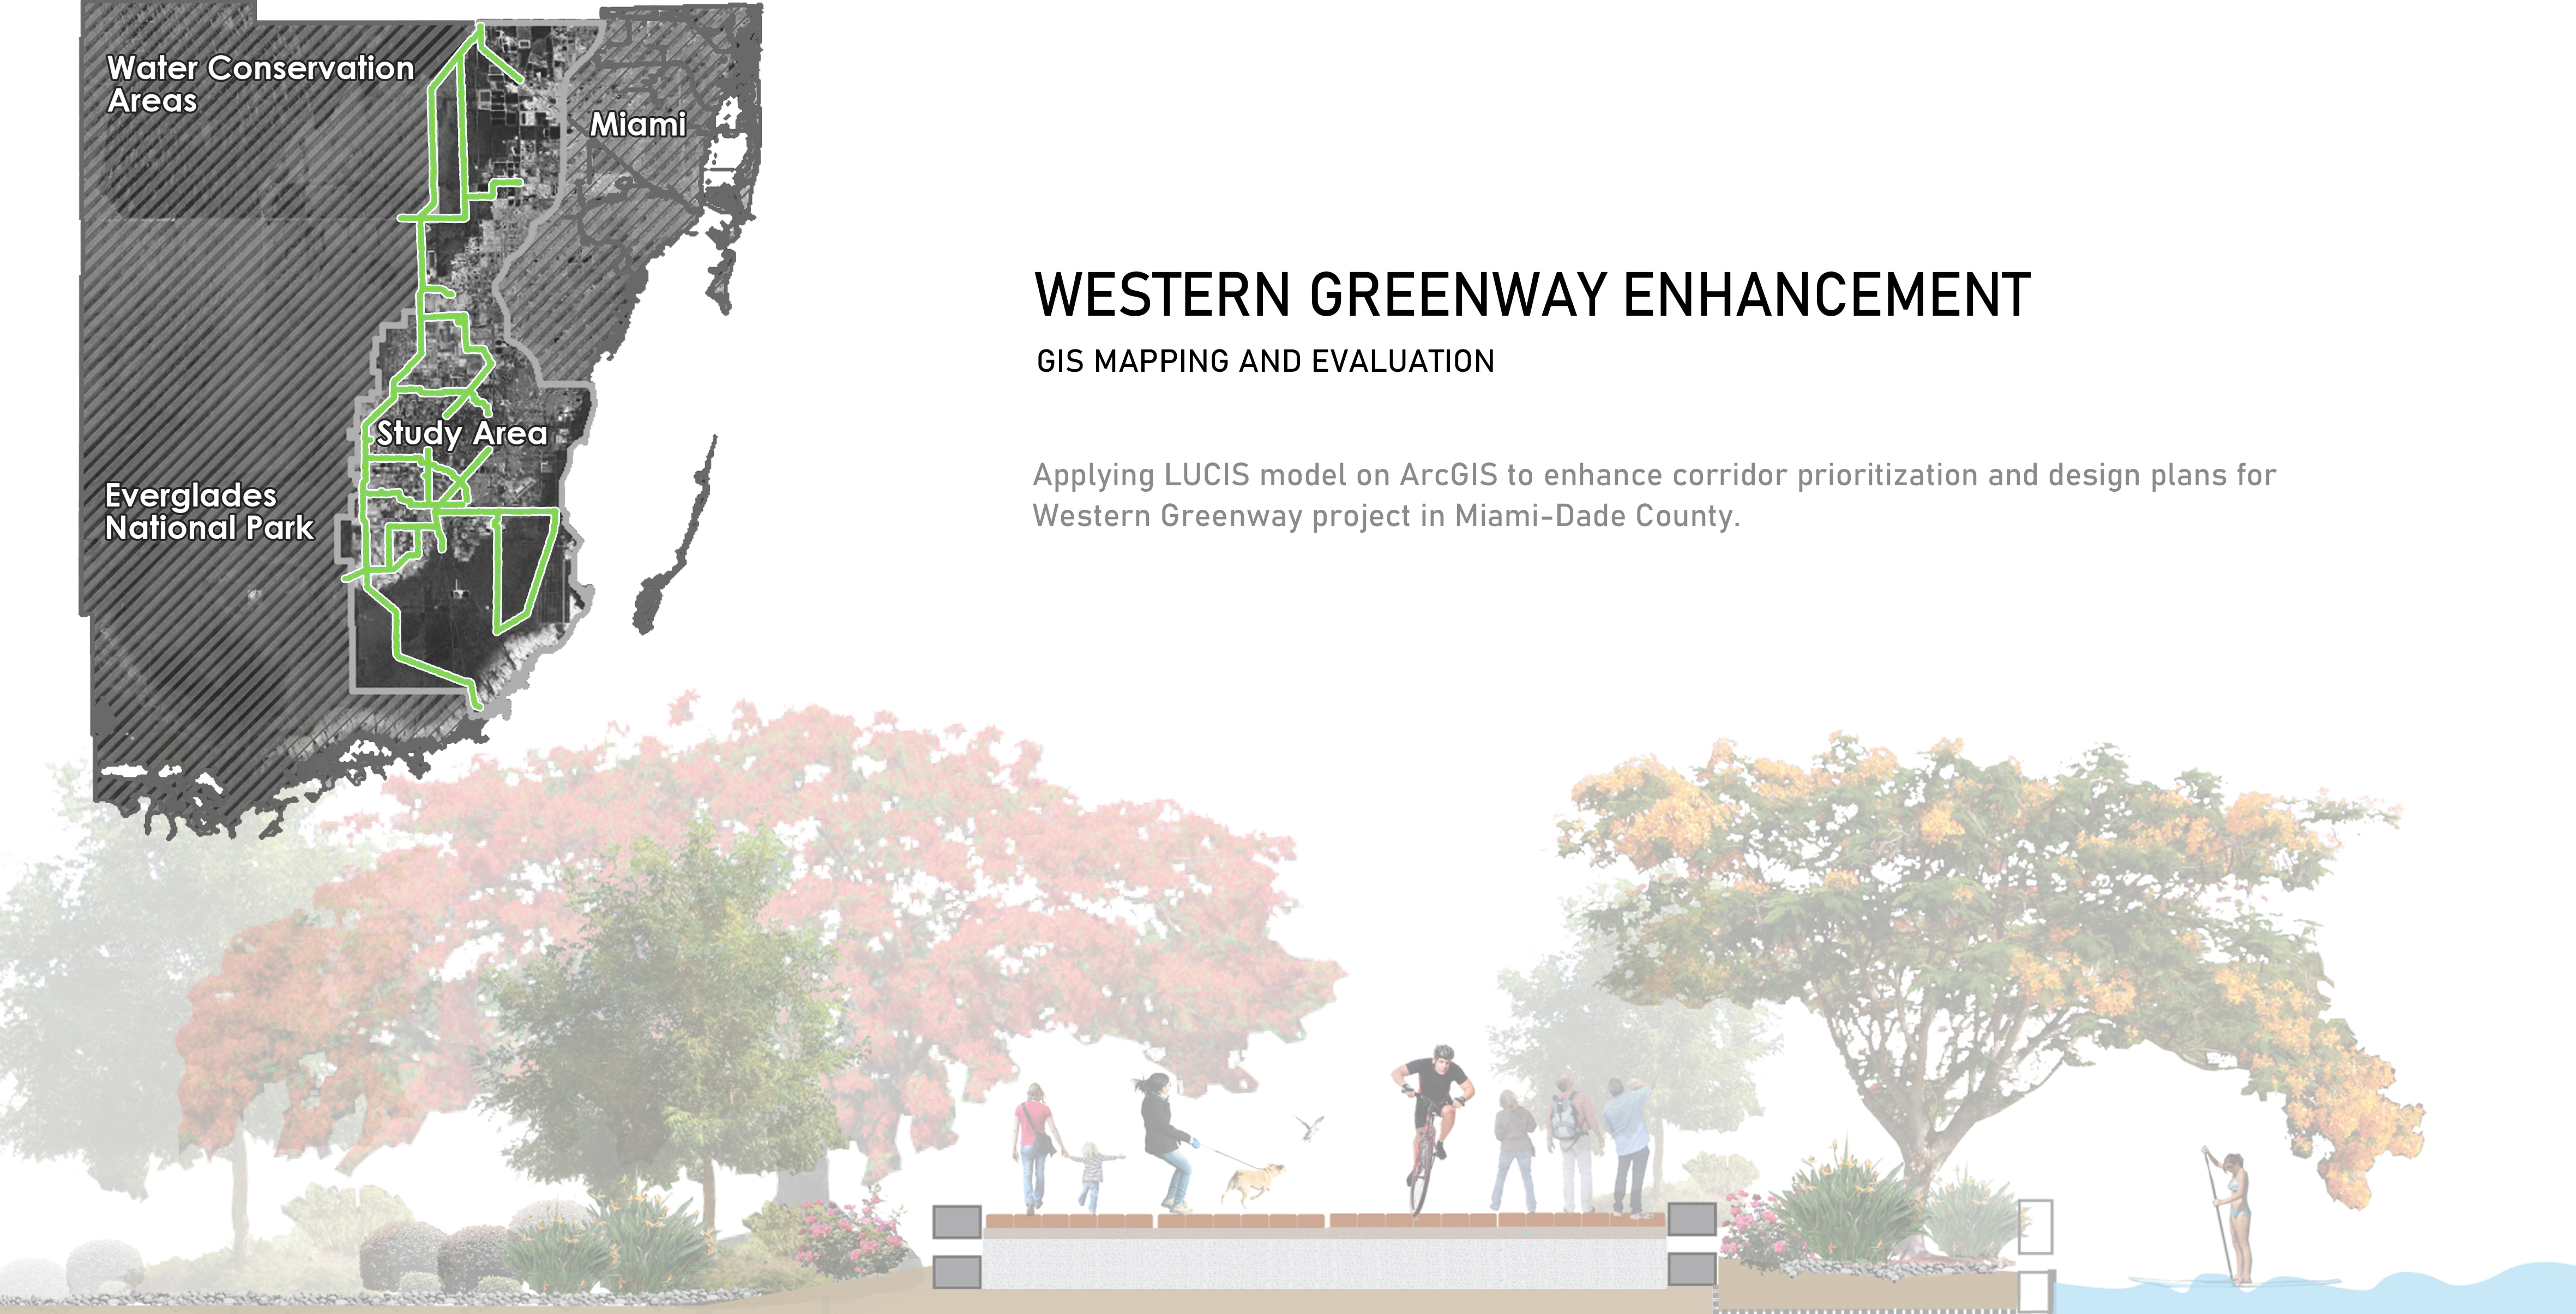 Water Conservation
Areas
Miami
Study Area
Everglades
National Park
WESTERN GREENWAY ENHANCEMENT
GIS MAPPING AND EVALUATION
Applying LUCIS model on ArcGIS to enhance corridor prioritization and design plans for
Western Greenway project in Miami-Dade County.